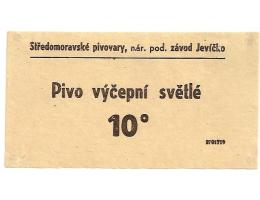 Středomoravské pivovary, nár. pod. závod Jevíčko
Pivo výčepní světlé
10°